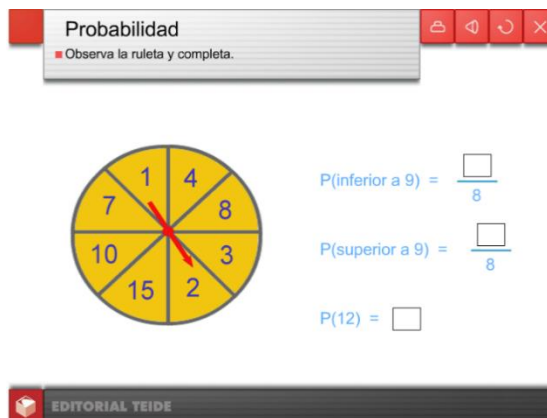 Probabilidad
Observa la ruleta y completa.
1 4
7 8
10 3
15 2
P(inferior a 9) = 
8
P(superior a 9) = 
8
P(12) =
EDITORIAL TEIDE